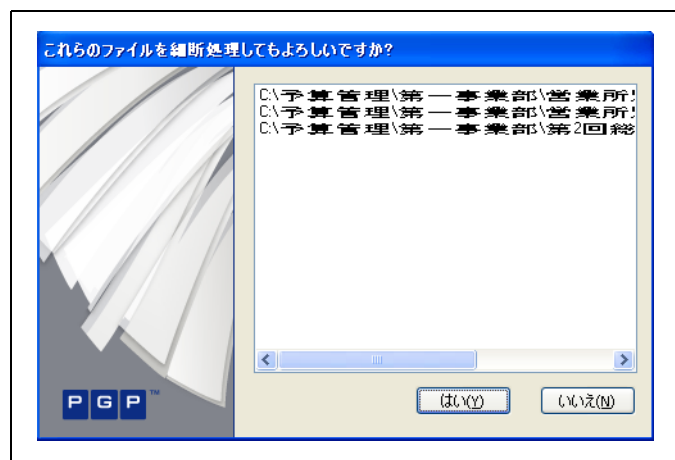 これらのファイルを細断処理してもよろしいですか?
C:\予算管理\第一事業部\営業所
C:\予算管理\第一事業部\営業所
C:\予算管理\第一事業部\第2回総
PGP™
はい(Y)
いいえ(N)